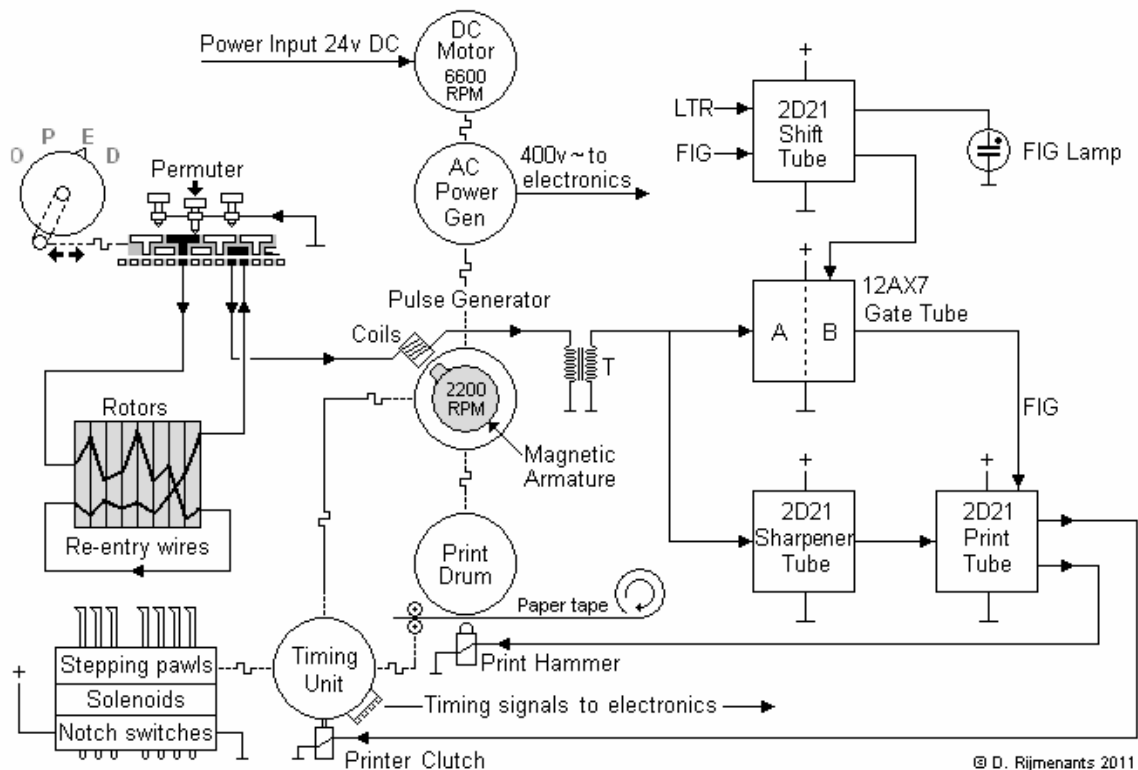 DC
Motor
6600
RPM
Power Input 24v DC
O P E D
Permuter
AC
Power
Gen
400v ~ to
electronics
LTR
FIG
2D21
Shift
Tube
FIG Lamp
+
Pulse Generator
Coils
2200
RPM
Magnetic
Armature
T
+
A B
12AX7
Gate Tube
FIG
Rotors
Re-entry wires
Print
Drum
Paper tape
+
2D21
Sharpener
Tube
+
2D21
Print
Tube
Print Hammer
Timing
Unit
Timing signals to electronics
Printer Clutch
+
Stepping pawls
Solenoids
Notch switches
© D. Rijmenants 2011